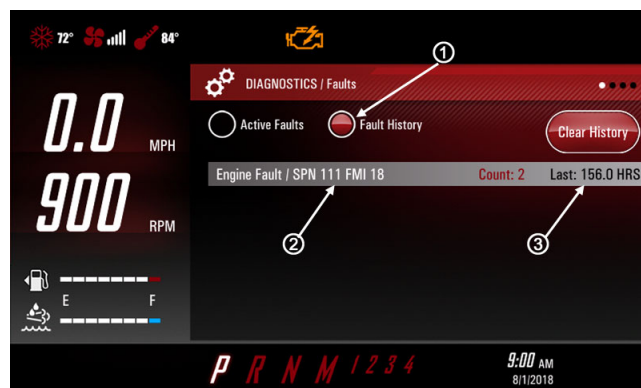 72° 84°
①
DIAGNOSTICS / Faults
Active Faults Fault History Clear History
0.0 MPH
Engine Fault / SPN 111 FMI 18 Count: 2 Last: 156.0 HRS
900 RPM
② ③
E F
P R N M 1 2 3 4
9:00 AM
8/1/2018